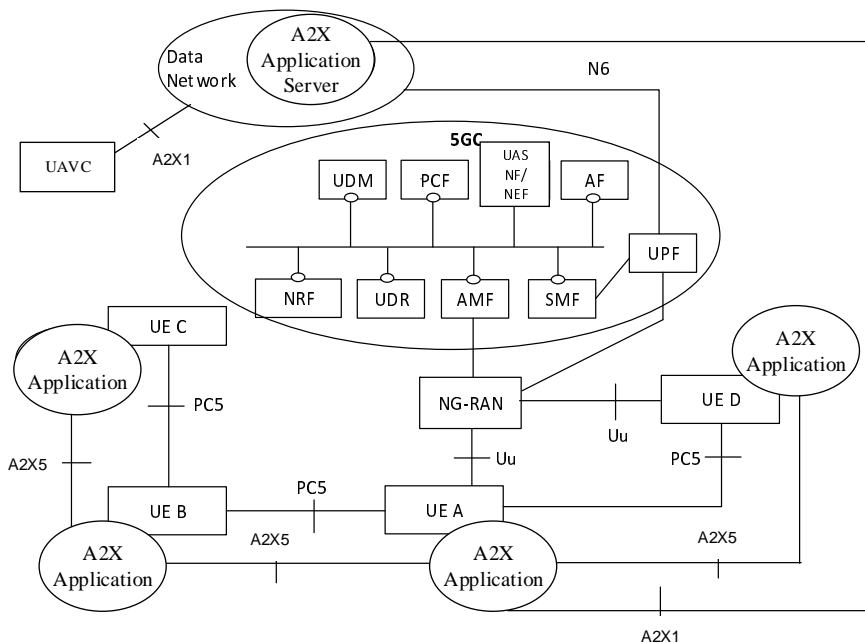 A2X
Application
Server
Data
Network
N6
A2X1
UAVC
5GC
UDM
PCF
UAS
NF/
NEF
AF
UPF
NRF
UDR
AMF
SMF
UE C
A2X
Application
A2X
Application
PC5
NG-RAN
UE D
Uu
Uu
PC5
A2X5
PC5
UE B
UE A
A2X5
A2X5
A2X
Application
A2X
Application
A2X1